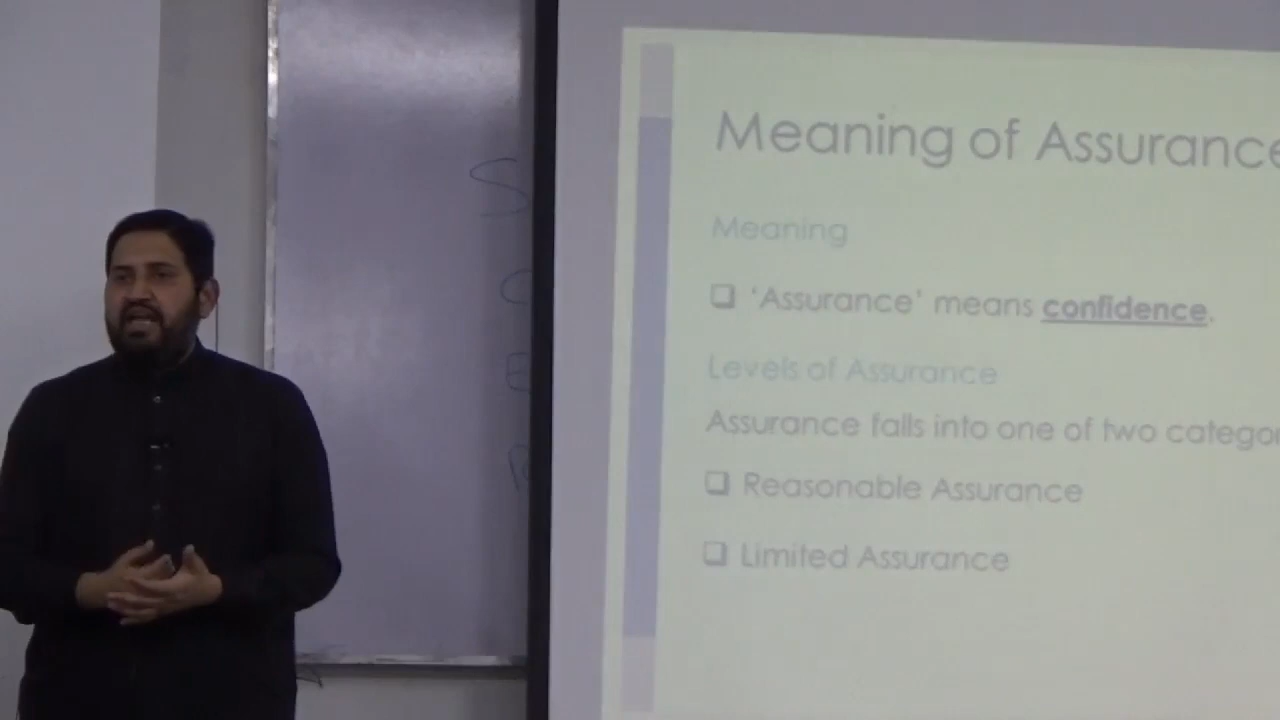 Meaning of Assurance
Meaning
❑ ‘Assurance’ means confidence.
Levels of Assurance
Assurance falls into one of two categor
❑ Reasonable Assurance
❑ Limited Assurance
S
C
E
R